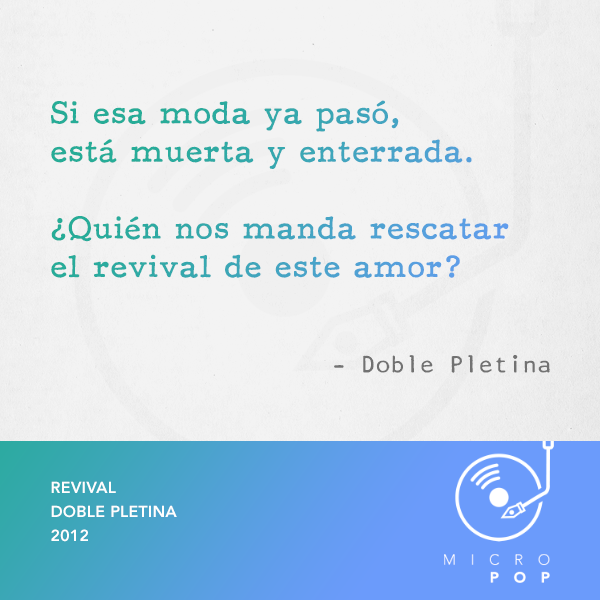 Si esa moda ya pasó,
está muerta y enterrada.
¿Quién nos manda rescatar
el revival de este amor?
– Doble Pletina
REVIVAL
DOBLE PLETINA
2012
MICRO
POP